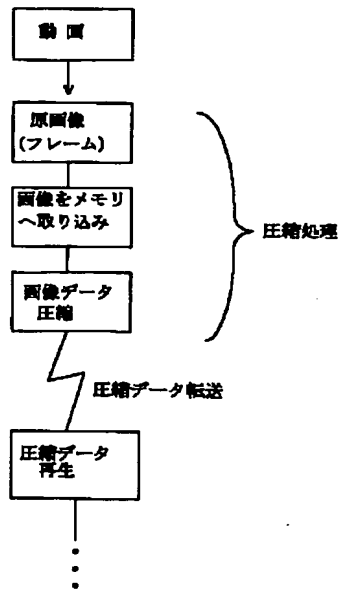 動 画
原画像
(フレーム)
画像をメモリ
へ取り込み
画像データ
圧縮
圧縮処理
圧縮データ転送
圧縮データ
再生